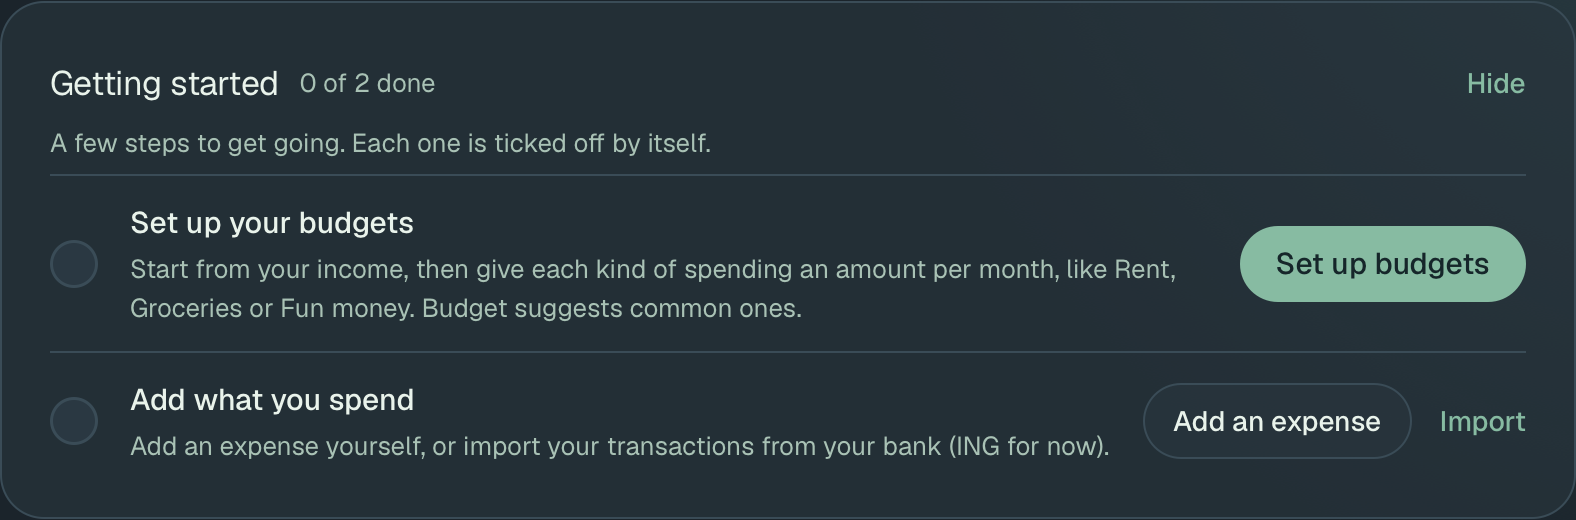 Getting started 0 of 2 done Hide
A few steps to get going. Each one is ticked off by itself.
Set up your budgets
Start from your income, then give each kind of spending an amount per month, like Rent,
Groceries or Fun money. Budget suggests common ones.
Set up budgets
Add what you spend
Add an expense yourself, or import your transactions from your bank (ING for now).
Add an expense Import